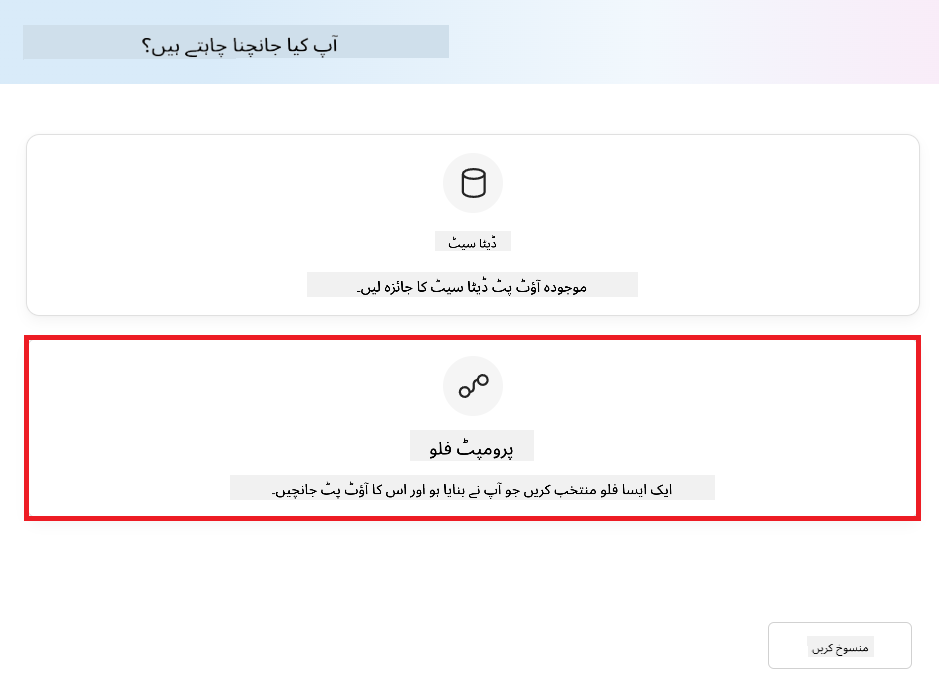 آپ کیا جانچنا چاہتے ہیں؟
ڈیٹا سیٹ
موجودہ آؤٹ پٹ ڈیٹا سیٹ کا جائزہ لیں۔
پرومپٹ فلو
ایک ایسا فلو منتخب کریں جو آپ نے بنایا ہو اور اس کا آؤٹ پٹ جانچیں۔
منسوخ کریں